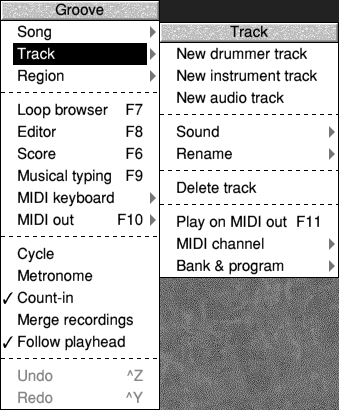 Groove
Song
Track
Region
Loop browser F7
Editor F8
Score F6
Musical typing F9
MIDI keyboard
MIDI out F10
Cycle
Metronome
✓ Count-in
Merge recordings
✓ Follow playhead
Undo ^Z
Redo ^Y
Track
New drummer track
New instrument track
New audio track
Sound
Rename
Delete track
Play on MIDI out F11
MIDI channel
Bank & program